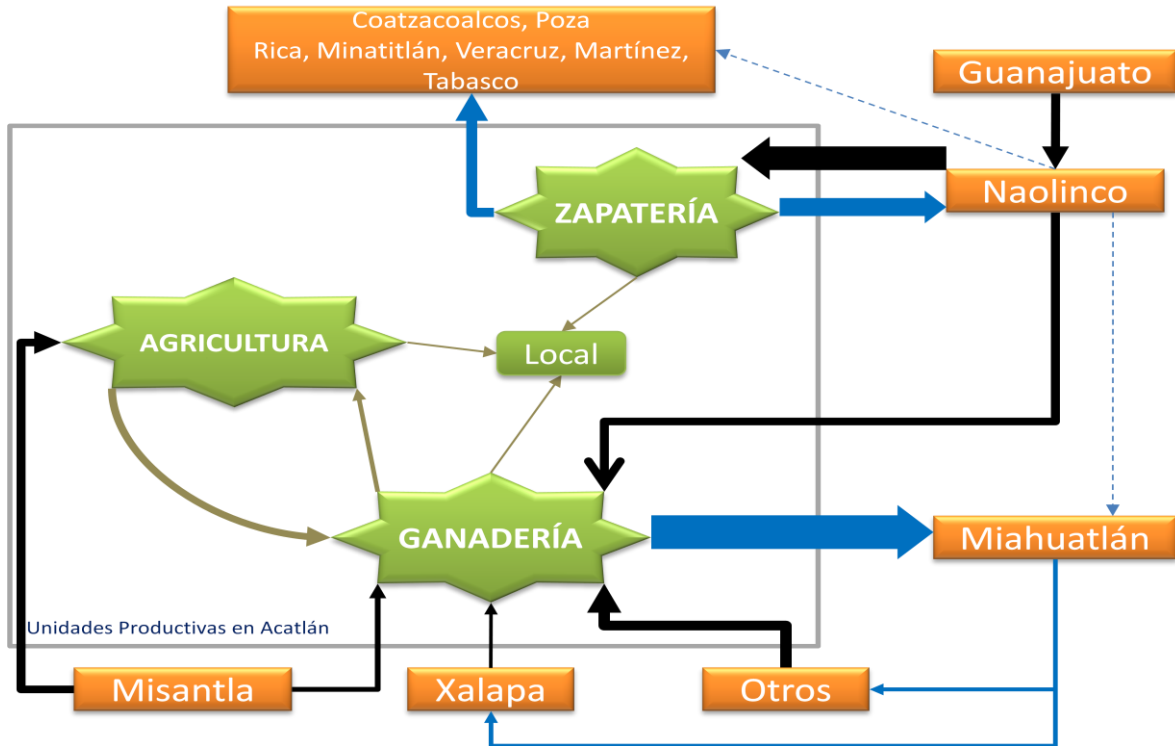 Coatzacoalcos, Poza
Rica, Minatitlán, Veracruz, Martínez,
Tabasco
Guanajuato
Naolinco
ZAPATERÍA
AGRICULTURA
Local
GANADERÍA
Miahuatlán
Unidades Productivas en Acatlán
Misantla
Xalapa
Otros